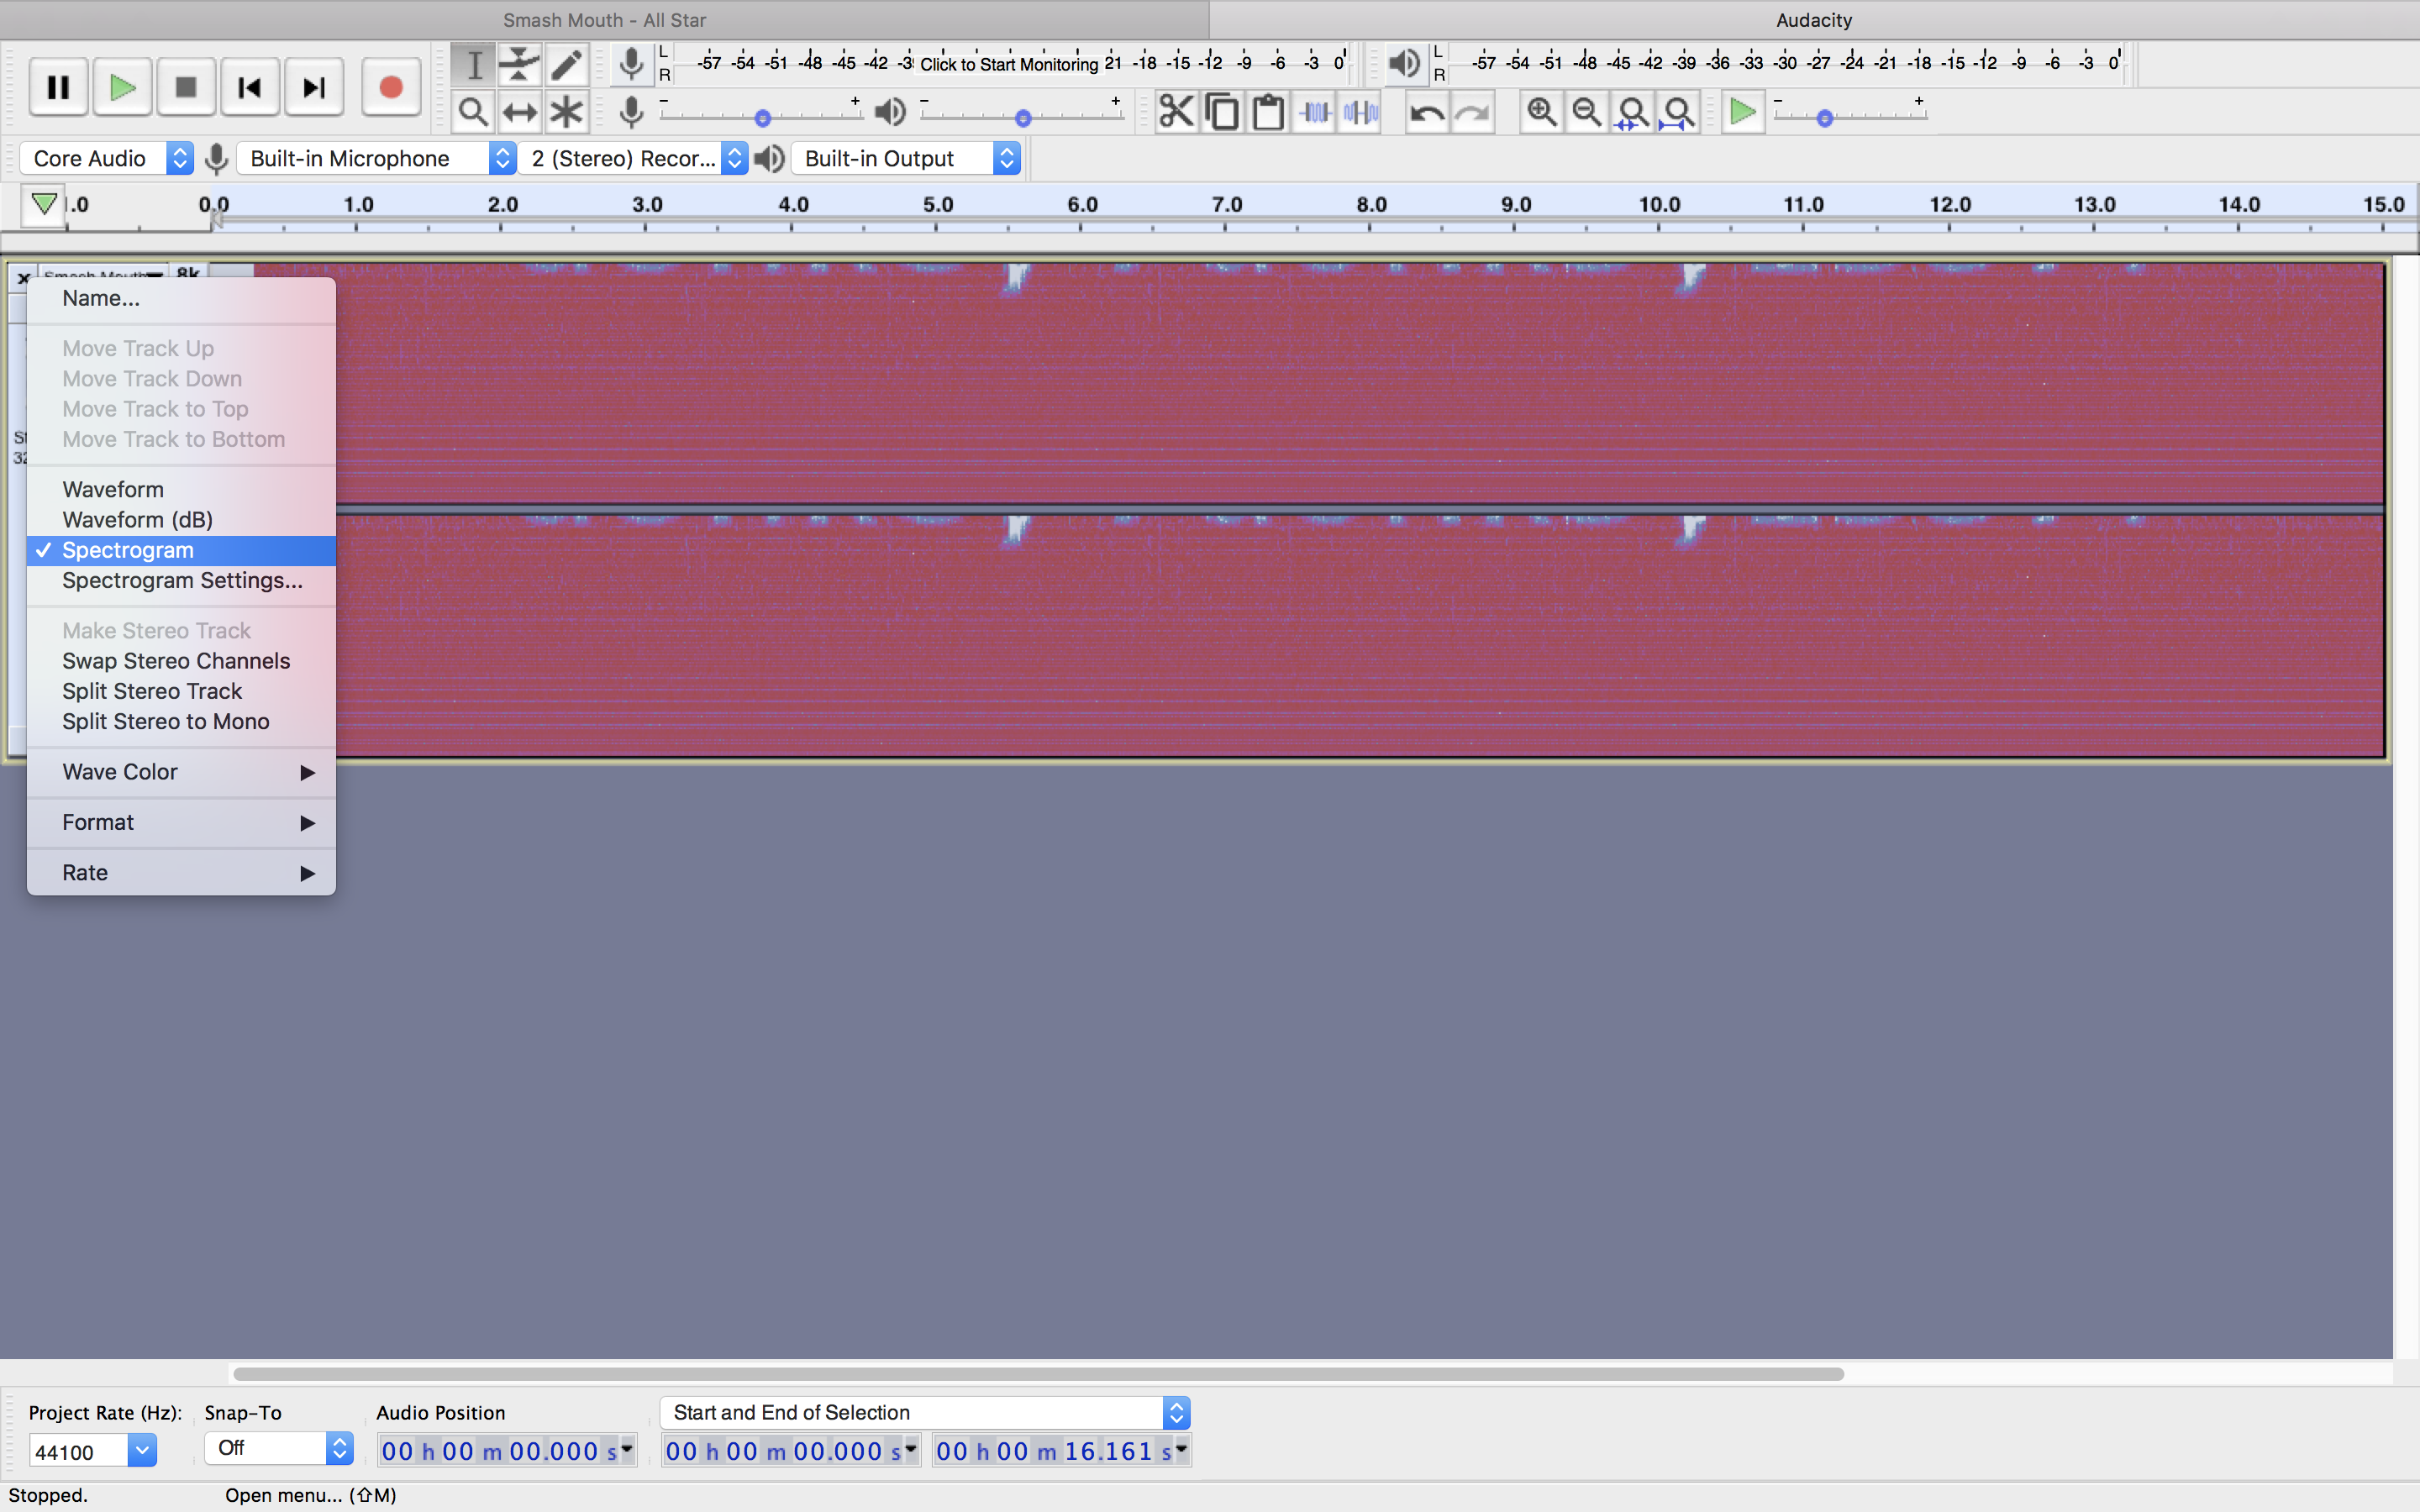 Smash Mouth - All Star
Audacity
L
R
-57 -54 -51 -48 -45 -42 Click to Start Monitoring 21 -18 -15 -12 -9 -6 -3 0
L
R
-57 -54 -51 -48 -45 -42 -39 -36 -33 -30 -27 -24 -21 -18 -15 -12 -9 -6 -3 0
- + - + - +
Core Audio Built-in Microphone 2 (Stereo) Recor... Built-in Output
1.0 0.0 1.0 2.0 3.0 4.0 5.0 6.0 7.0 8.0 9.0 10.0 11.0 12.0 13.0 14.0 15.0
x Smash Mouth 8k
Name...
Move Track Up
Move Track Down
Move Track to Top
Move Track to Bottom
St
32
Waveform
Waveform (dB)
✓ Spectrogram
Spectrogram Settings...
Make Stereo Track
Swap Stereo Channels
Split Stereo Track
Split Stereo to Mono
Wave Color
Format
Rate
Project Rate (Hz): Snap-To Audio Position Start and End of Selection
44100 Off 00 h 00 m 00.000 s 00 h 00 m 00.000 s 00 h 00 m 16.161 s
Stopped. Open menu... (⇧M)